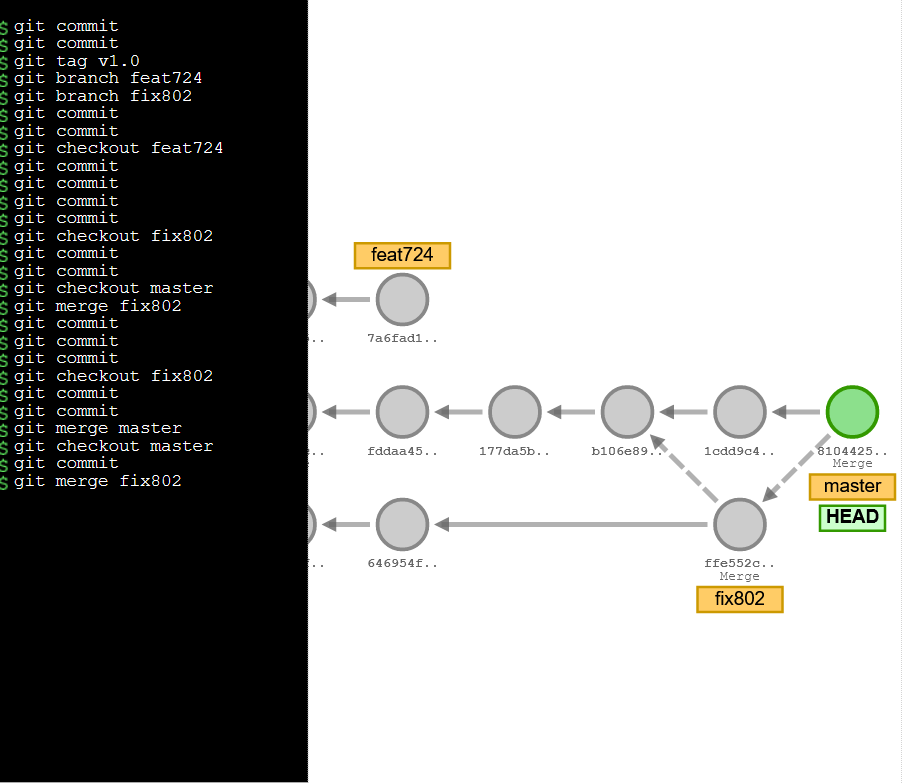 $ git commit
$ git commit
$ git tag v1.0
$ git branch feat724
$ git branch fix802
$ git commit
$ git commit
$ git checkout feat724
$ git commit
$ git commit
$ git commit
$ git commit
$ git checkout fix802
$ git commit
$ git commit
$ git checkout master
$ git merge fix802
$ git commit
$ git commit
$ git commit
$ git checkout fix802
$ git commit
$ git commit
$ git merge master
$ git checkout master
$ git commit
$ git merge fix802
feat724
7a6fad1..
fddaa45.. 177da5b.. b106e89.. 1cdd9c4.. 8104425..
Merge
master
HEAD
646954f.. ffe552c..
Merge
fix802